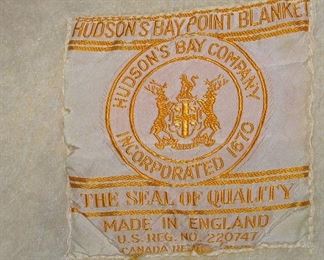 HUDSON'S BAY POINT BLANKET
HUDSON'S BAY COMPANY
INCORPORATED 1670
THE SEAL OF QUALITY
MADE IN ENGLAND
U.S. REG. NO. 220747
CANADA